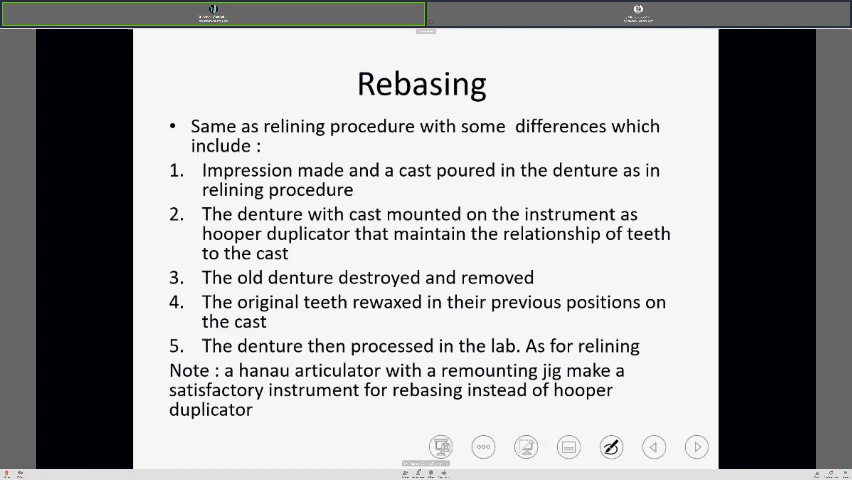 Rebasing
• Same as relining procedure with some differences which
include :
1. Impression made and a cast poured in the denture as in
relining procedure
2. The denture with cast mounted on the instrument as
hooper duplicator that maintain the relationship of teeth
to the cast
3. The old denture destroyed and removed
4. The original teeth rewaxed in their previous positions on
the cast
5. The denture then processed in the lab. As for relining
Note : a hanau articulator with a remounting jig make a
satisfactory instrument for rebasing instead of hooper
duplicator